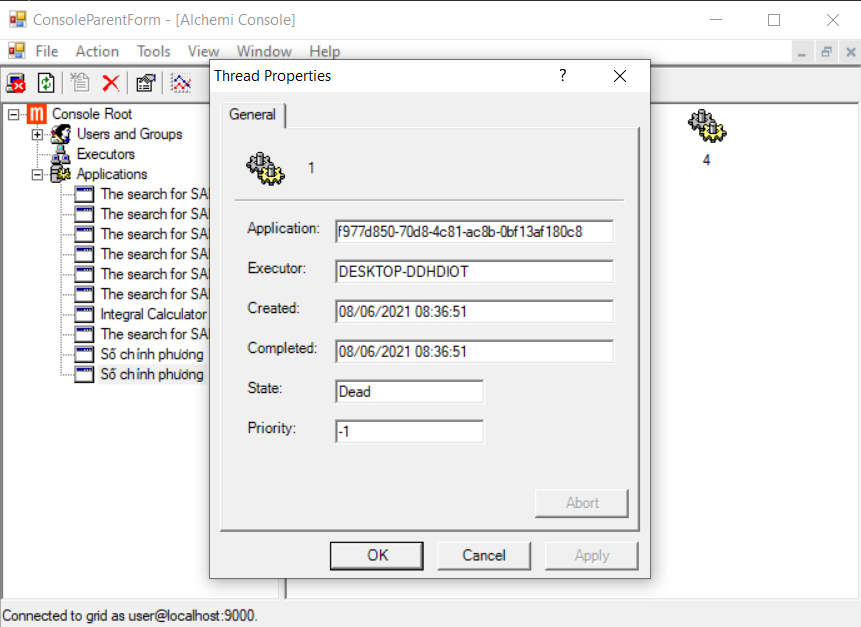 ConsoleParentForm - [Alchemi Console]
File Action Tools View Window Help
Console Root
Users and Groups
Executors
Applications
The search for SA
The search for SA
The search for SA
The search for SA
The search for SA
The search for SA
Integral Calculator
The search for SA
Số chính phương
Số chính phương
Thread Properties
?
General
1
Application: f977d850-70d8-4c81-ac8b-0bf13af180c8
Executor: DESKTOP-DDHDIOT
Created: 08/06/2021 08:36:51
Completed: 08/06/2021 08:36:51
State: Dead
Priority: -1
Abort
OK Cancel Apply
4
Connected to grid as user@localhost:9000.